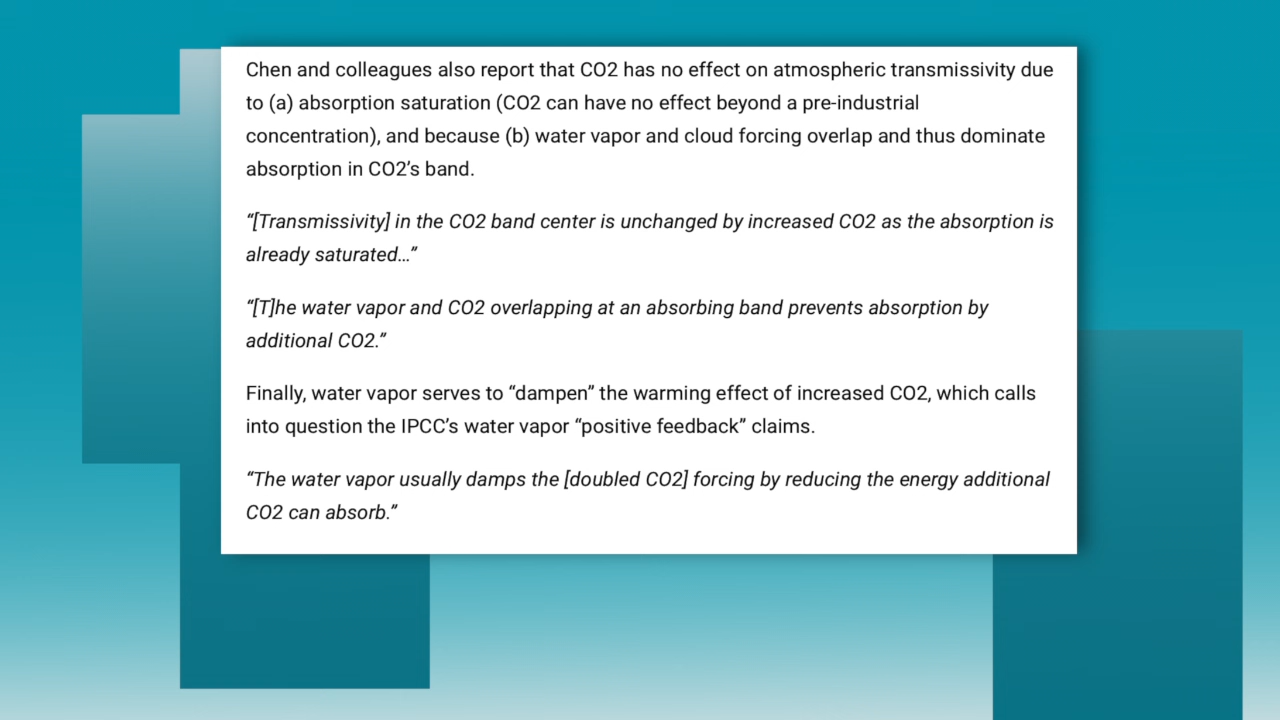 Chen and colleagues also report that CO2 has no effect on atmospheric transmissivity due
to (a) absorption saturation (CO2 can have no effect beyond a pre-industrial
concentration), and because (b) water vapor and cloud forcing overlap and thus dominate
absorption in CO2’s band.
“[Transmissivity] in the CO2 band center is unchanged by increased CO2 as the absorption is
already saturated…”
“[T]he water vapor and CO2 overlapping at an absorbing band prevents absorption by
additional CO2.”
Finally, water vapor serves to “dampen” the warming effect of increased CO2, which calls
into question the IPCC’s water vapor “positive feedback” claims.
“The water vapor usually damps the [doubled CO2] forcing by reducing the energy additional
CO2 can absorb.”